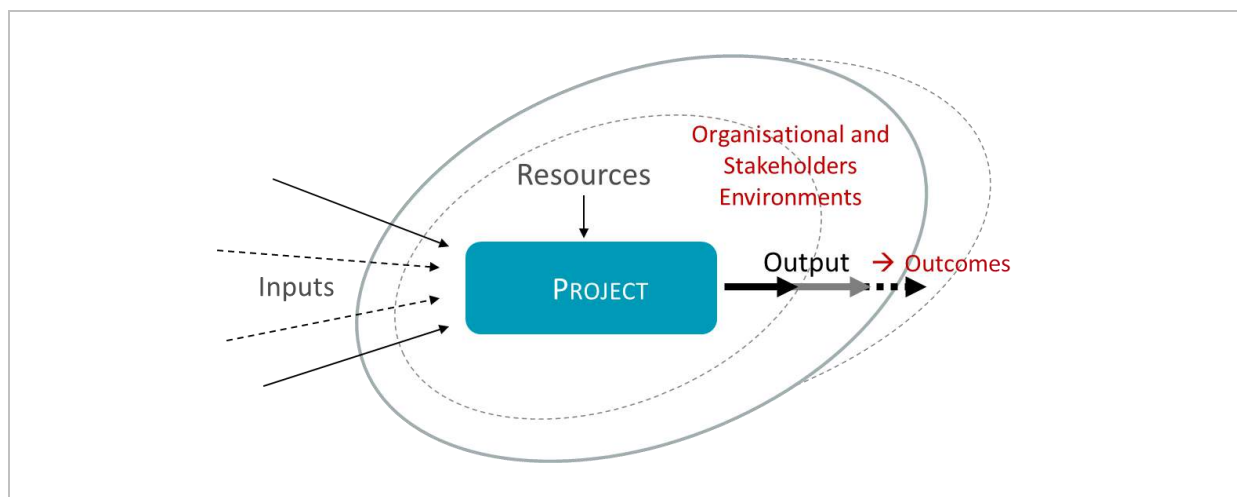 Organisational and
Stakeholders
Environments
Resources
Inputs
PROJECT
Output
→ Outcomes